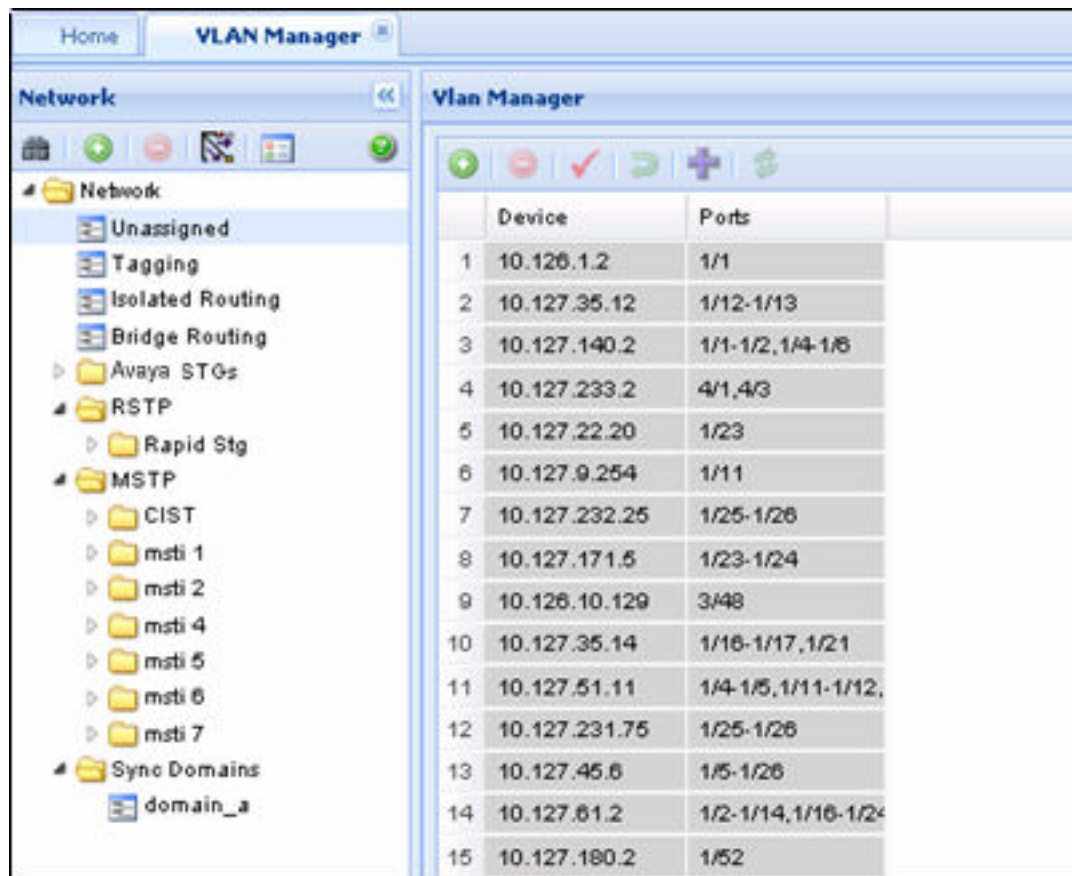 Home
VLAN Manager
Network
Network
Unassigned
Tagging
Isolated Routing
Bridge Routing
Avaya STGs
RSTP
Rapid Stg
MSTP
CIST
msti 1
msti 2
msti 4
msti 5
msti 6
msti 7
Sync Domains
domain_a
Vlan Manager
Device Ports
1 10.126.1.2 1/1
2 10.127.35.12 1/12-1/13
3 10.127.140.2 1/1-1/2,1/4-1/6
4 10.127.233.2 4/1,4/3
5 10.127.22.20 1/23
6 10.127.9.254 1/11
7 10.127.232.25 1/25-1/26
8 10.127.171.5 1/23-1/24
9 10.126.10.129 3/48
10 10.127.35.14 1/16-1/17,1/21
11 10.127.51.11 1/4-1/5,1/11-1/12,
12 10.127.231.75 1/25-1/26
13 10.127.45.6 1/5-1/26
14 10.127.61.2 1/2-1/14,1/16-1/24
15 10.127.180.2 1/52